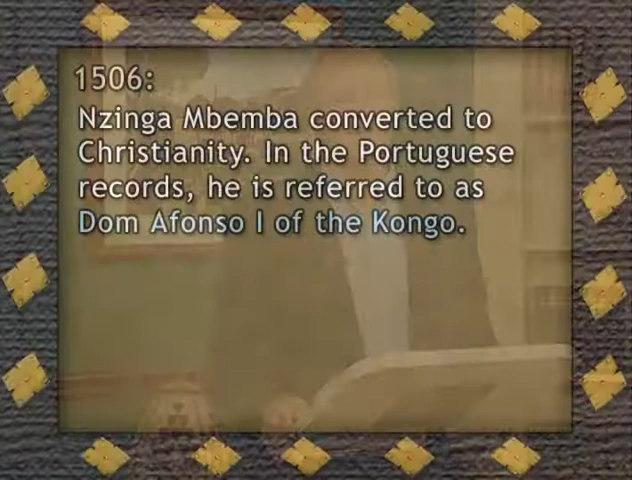 1506:
Nzinga Mbemba converted to
Christianity. In the Portuguese
records, he is referred to as
Dom Afonso I of the Kongo.